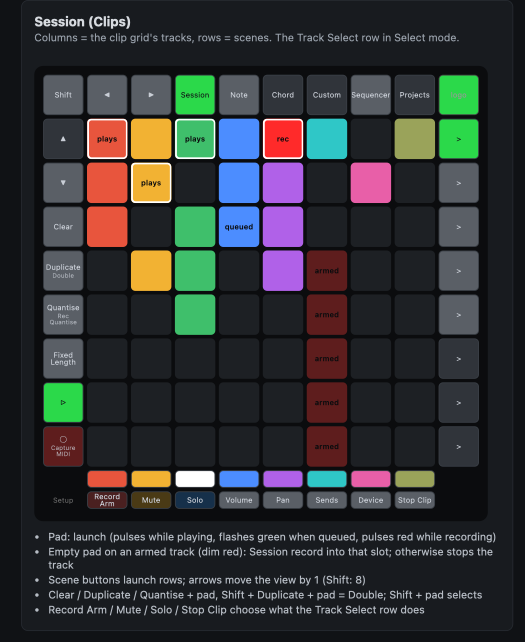 Session (Clips)
Columns = the clip grid's tracks, rows = scenes. The Track Select row in Select mode.
Shift ◄ ► Session Note Chord Custom Sequencer Projects
▲ plays plays rec >
▼ plays >
Clear queued >
Duplicate
Double
armed >
Quantise
Rec
Quantise
armed >
Fixed
Length
armed >
▷ armed >
○
Capture
MIDI
armed >
Setup Record
Arm
Mute Solo Volume Pan Sends Device Stop Clip
• Pad: launch (pulses while playing, flashes green when queued, pulses red while recording)
• Empty pad on an armed track (dim red): Session record into that slot; otherwise stops the
track
• Scene buttons launch rows; arrows move the view by 1 (Shift: 8)
• Clear / Duplicate / Quantise + pad, Shift + Duplicate + pad = Double; Shift + pad selects
• Record Arm / Mute / Solo / Stop Clip choose what the Track Select row does